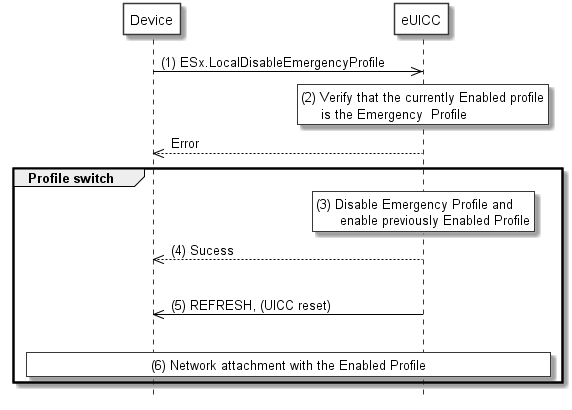 Device
eUICC
(1) ESx.LocalDisableEmergencyProfile
(2) Verify that the currently Enabled profile
is the Emergency Profile
Error
Profile switch
(3) Disable Emergency Profile and
enable previously Enabled Profile
(4) Sucess
(5) REFRESH, (UICC reset)
(6) Network attachment with the Enabled Profile